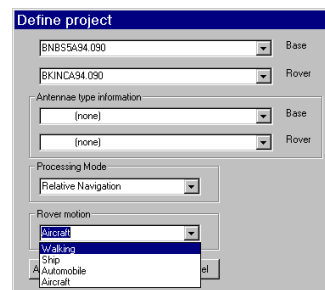 Define project
BNBS5A94.090 Base
BKINCA94.090 Rover
Antennae type information
(none) Base
(none) Rover
Processing Mode
Relative Navigation
Rover motion
Aircraft
Walking
Ship
Automobile
Aircraft
A el